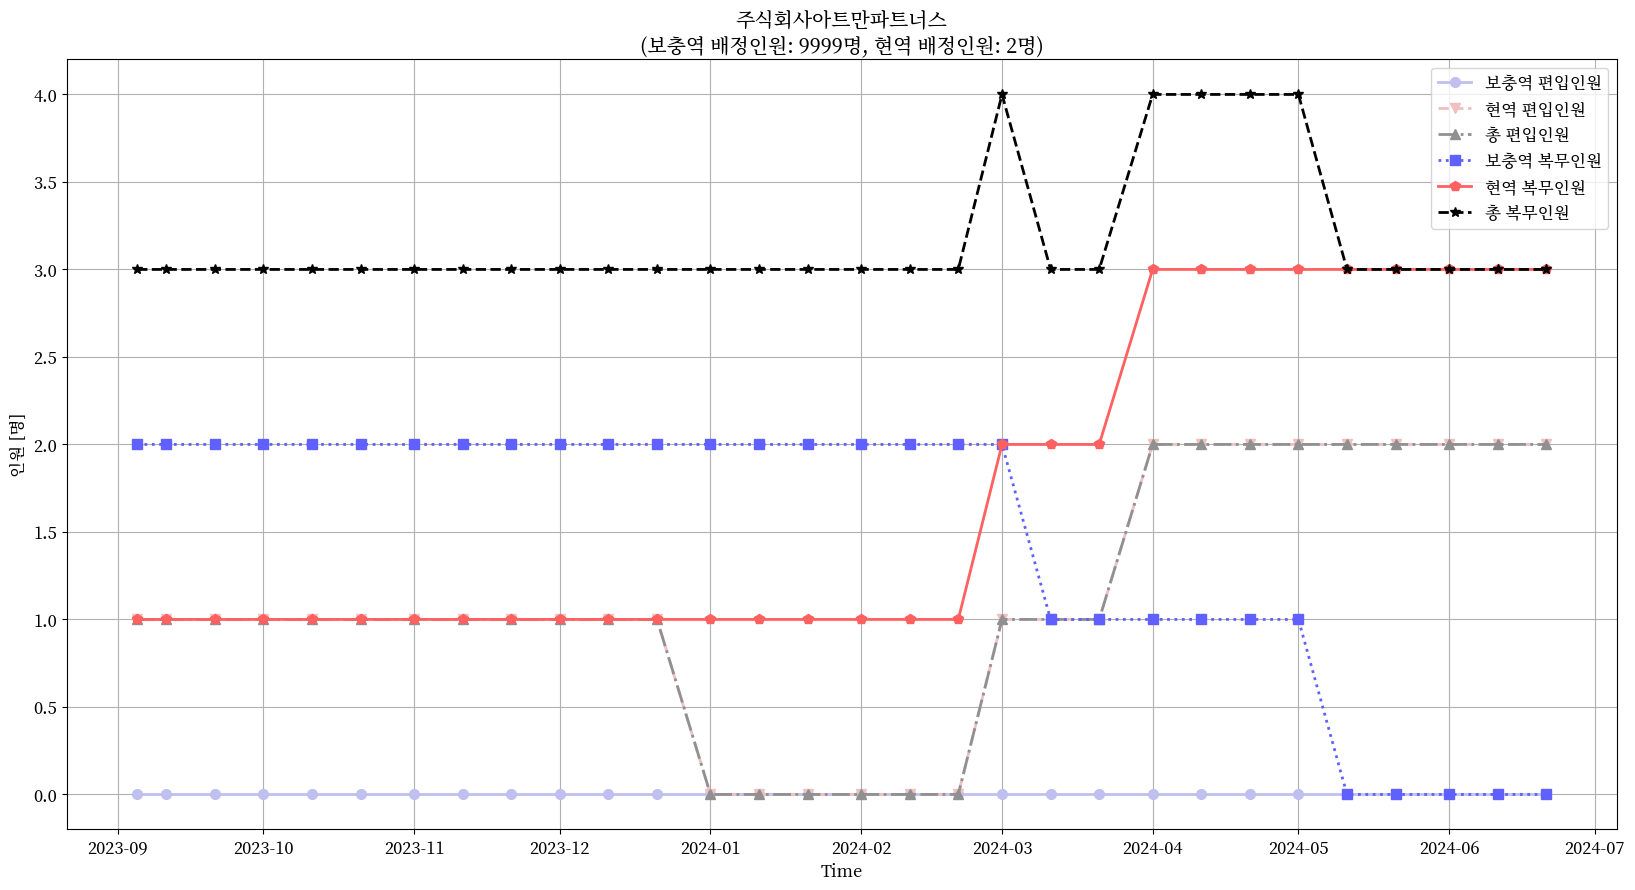 주식회사아트만파트너스
(보충역 배정인원: 9999명, 현역 배정인원: 2명)
보충역 편입인원
현역 편입인원
총 편입인원
보충역 복무인원
현역 복무인원
총 복무인원
인원 [명]
4.0
3.5
3.0
2.5
2.0
1.5
1.0
0.5
0.0
2023-09 2023-10 2023-11 2023-12 2024-01 2024-02 2024-03 2024-04 2024-05 2024-06 2024-07
Time